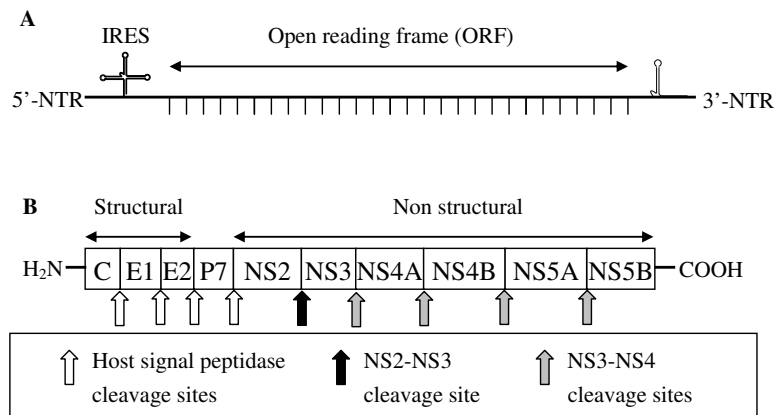 A
IRES
Open reading frame (ORF)
5’-NTR
3’-NTR
B
Structural
Non structural
H₂N
C E1 E2 P7 NS2 NS3 NS4A NS4B NS5A NS5B
COOH
Host signal peptidase
cleavage sites
NS2-NS3
cleavage site
NS3-NS4
cleavage sites